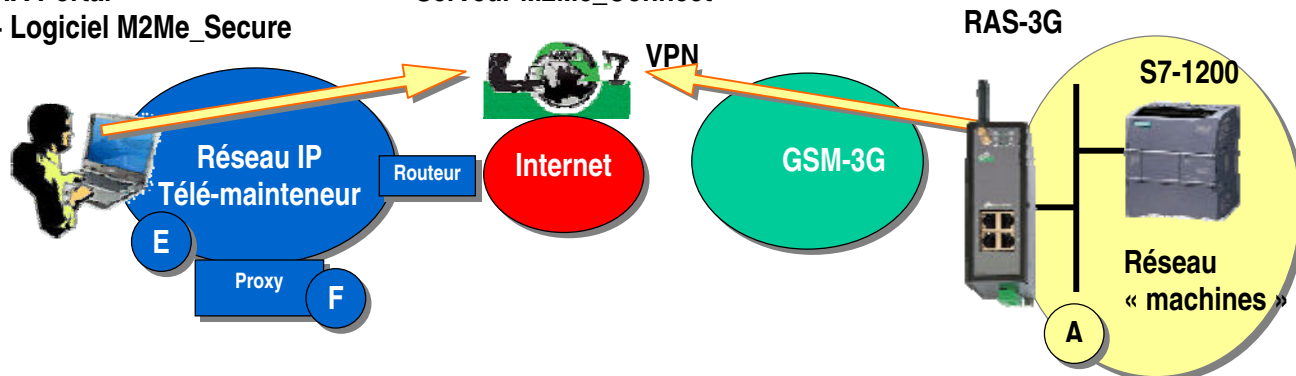 - Logiciel M2Me_Secure
RAS-3G
VPN
S7-1200
Réseau IP
Télé-mainteneur
Routeur
Internet
GSM-3G
E
Proxy
F
Réseau
« machines »
A